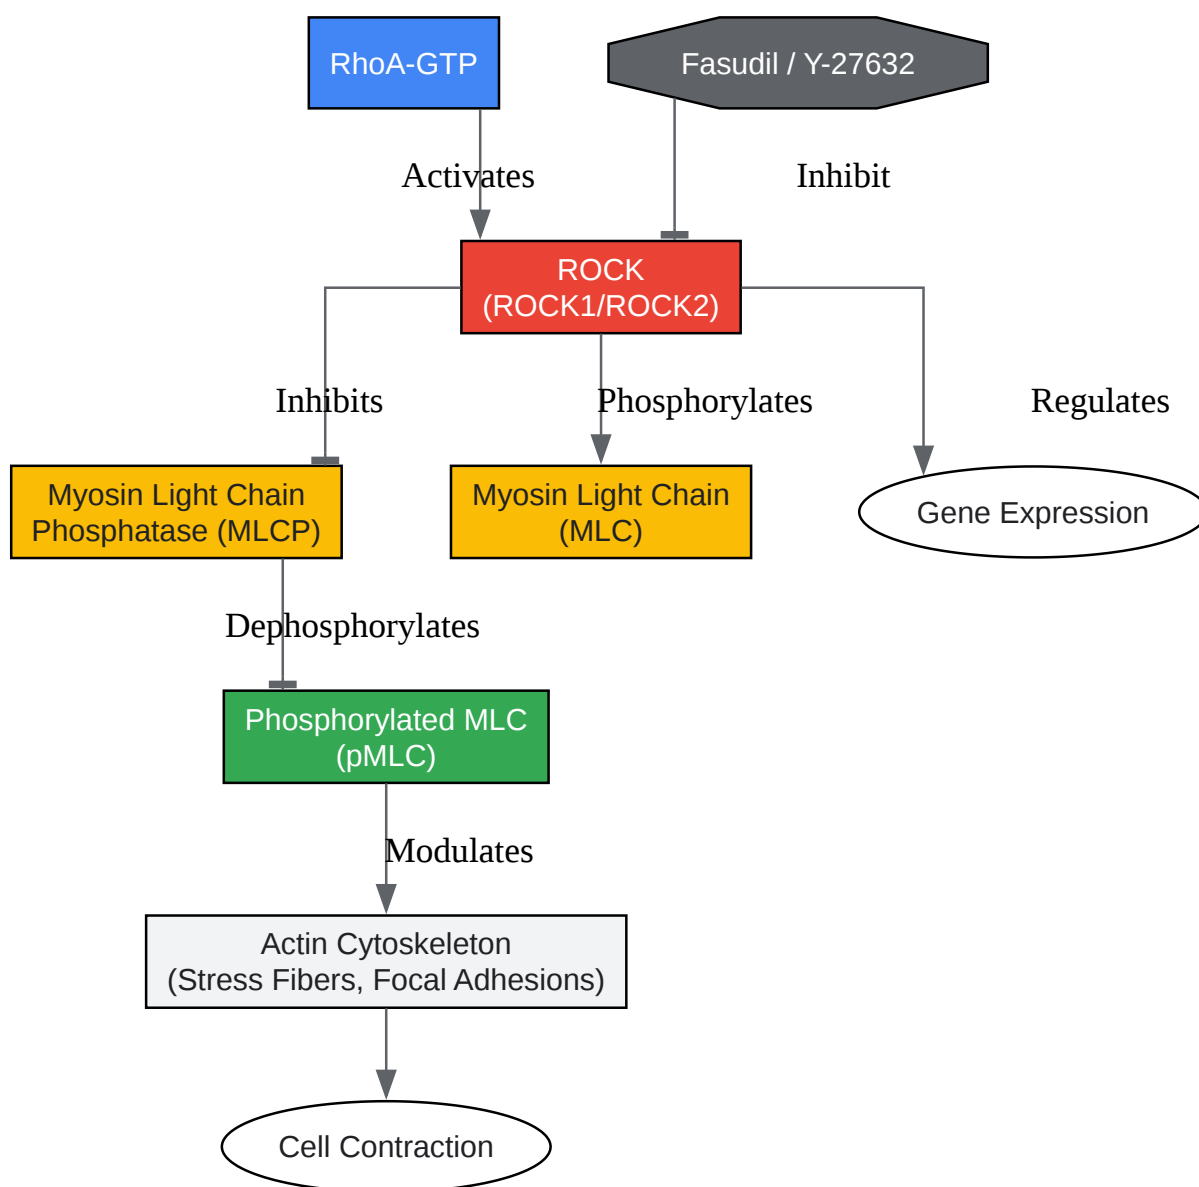 RhoA-GTP
Fasudil / Y-27632
Activates
Inhibit
ROCK
(ROCK1/ROCK2)
Inhibits
Phosphorylates
Regulates
Myosin Light Chain
Phosphatase (MLCP)
Myosin Light Chain
(MLC)
Gene Expression
Dephosphorylates
Phosphorylated MLC
(pMLC)
Modulates
Actin Cytoskeleton
(Stress Fibers, Focal Adhesions)
Cell Contraction